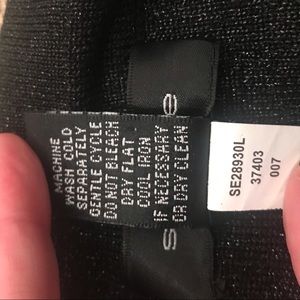 MACHINE
WASH COLD
SEPARATELY
GENTLE CYCLE
DO NOT BLEACH
DRY FLAT
COOL IRON
IF NECESSARY
OR DRY CLEAN
SE28930L
37403
007